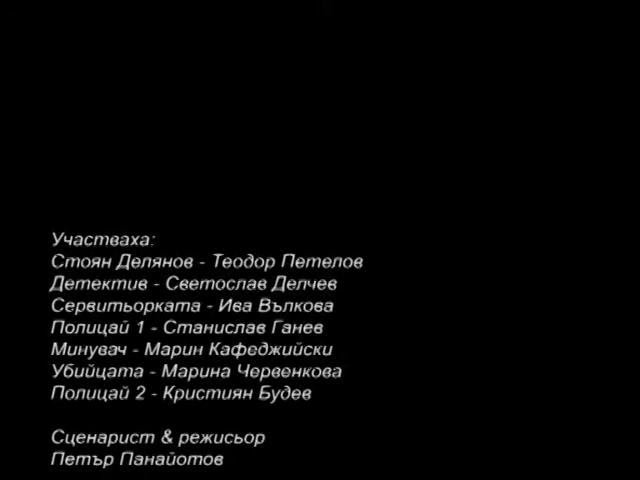 Участваха:
Стоян Делянов - Теодор Петелов
Детектив - Светослав Делчев
Сервитьорката - Ива Вълкова
Полицай 1 - Станислав Ганев
Минувач - Марин Кафеджийски
Убийцата - Марина Червенкова
Полицай 2 - Кристиян Будев
Сценарист & режисьор
Петър Панайотов